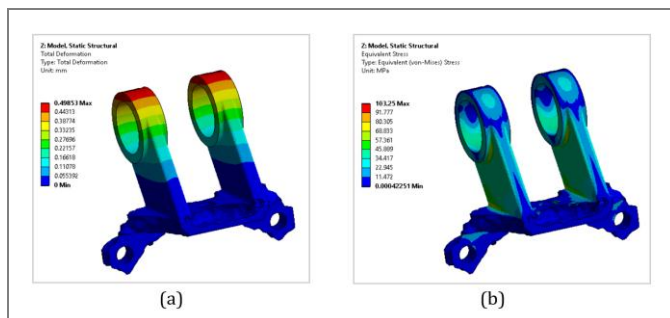 Z: Model, Static Structural
Total Deformation
Type: Total Deformation
Unit: mm
0.49853 Max
0.44313
0.38774
0.33235
0.27696
0.22157
0.16618
0.11078
0.055392
0 Min
(a)
Z: Model, Static Structural
Equivalent Stress
Type: Equivalent (von-Mises) Stress
Unit: MPa
103.25 Max
91.777
80.305
68.833
57.361
45.889
34.417
22.945
11.472
0.00042251 Min
(b)